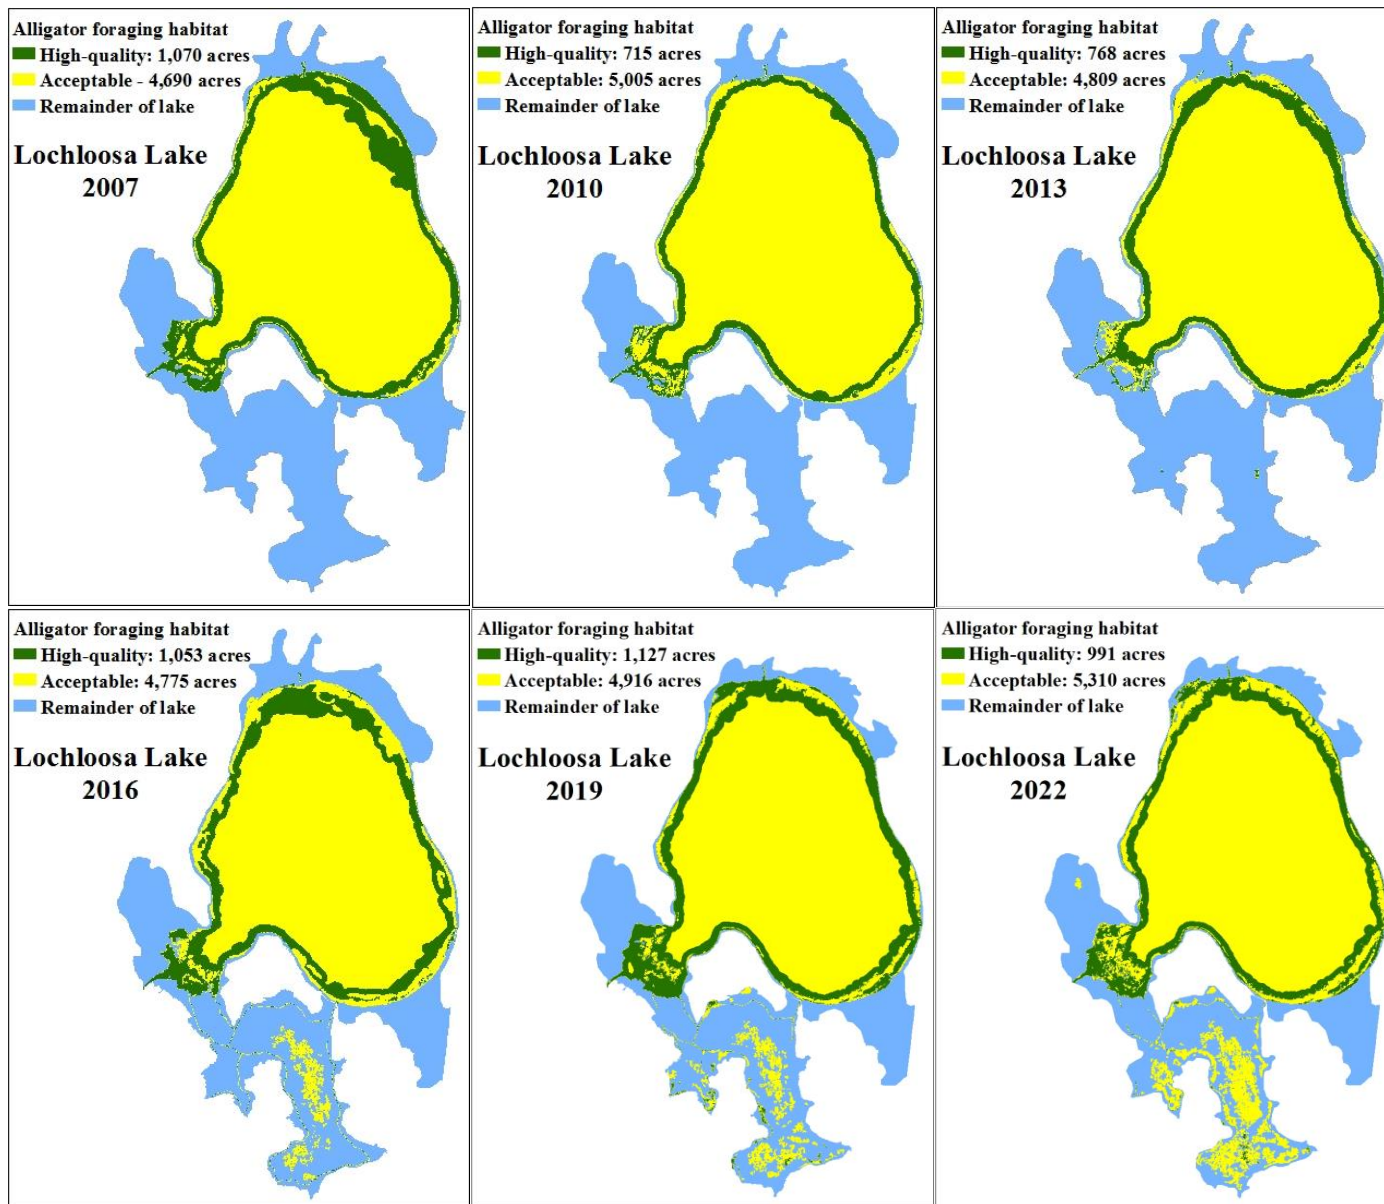 Alligator foraging habitat
High-quality: 1,070 acres
Acceptable - 4,690 acres
Remainder of lake
Lochloosa Lake
2007
Alligator foraging habitat
High-quality: 715 acres
Acceptable: 5,005 acres
Remainder of lake
Lochloosa Lake
2010
Alligator foraging habitat
High-quality: 768 acres
Acceptable: 4,809 acres
Remainder of lake
Lochloosa Lake
2013
Alligator foraging habitat
High-quality: 1,053 acres
Acceptable: 4,775 acres
Remainder of lake
Lochloosa Lake
2016
Alligator foraging habitat
High-quality: 1,127 acres
Acceptable: 4,916 acres
Remainder of lake
Lochloosa Lake
2019
Alligator foraging habitat
High-quality: 991 acres
Acceptable: 5,310 acres
Remainder of lake
Lochloosa Lake
2022